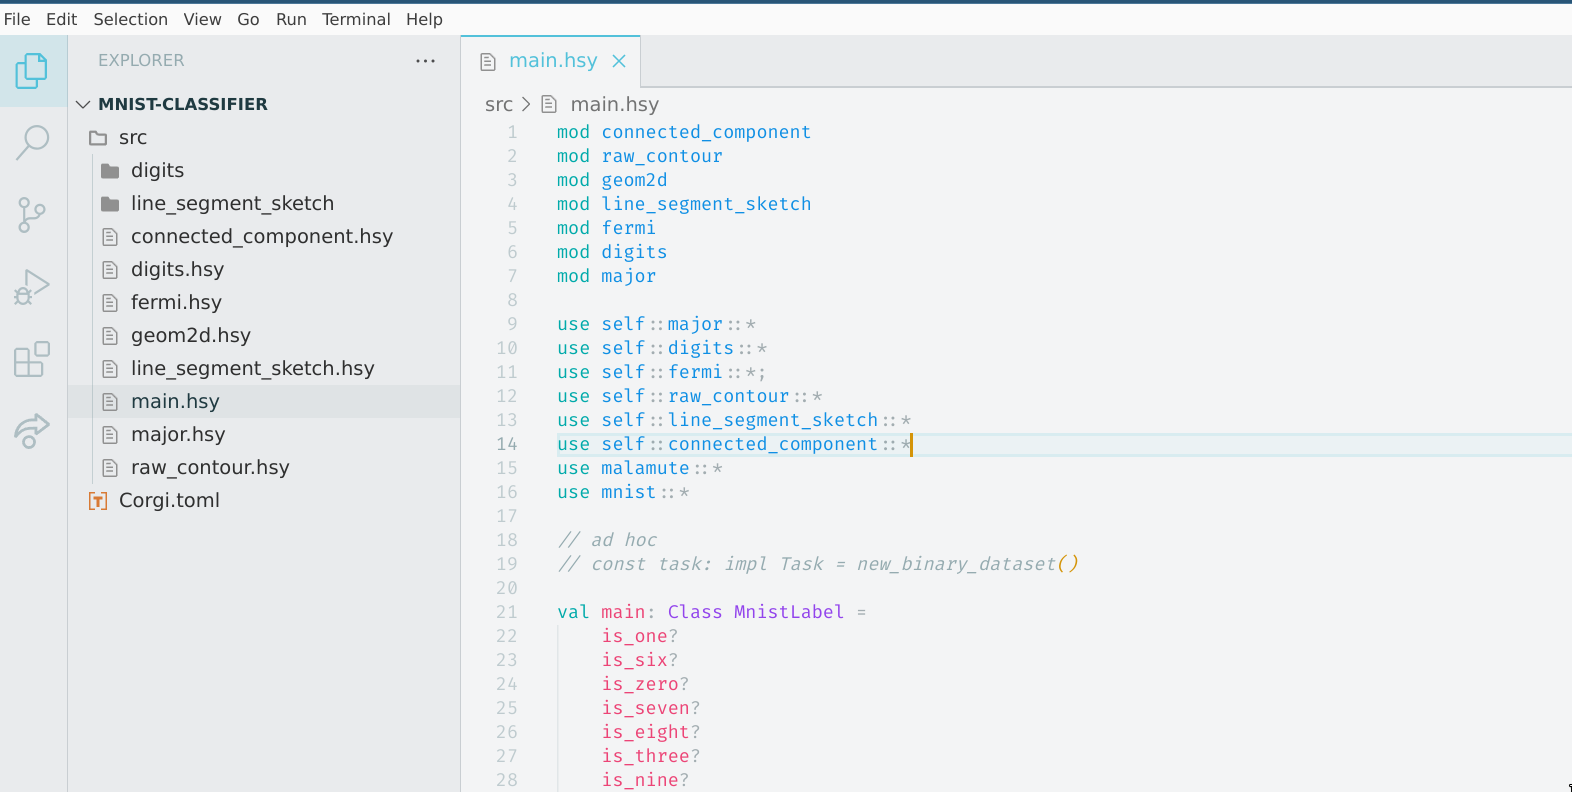 File Edit Selection View Go Run Terminal Help
EXPLORER ...
MNIST-CLASSIFIER
src
digits
line_segment_sketch
connected_component.hsy
digits.hsy
fermi.hsy
geom2d.hsy
line_segment_sketch.hsy
main.hsy
major.hsy
raw_contour.hsy
Corgi.toml
main.hsy
src > main.hsy
1 mod connected_component
2 mod raw_contour
3 mod geom2d
4 mod line_segment_sketch
5 mod fermi
6 mod digits
7 mod major
8
9 use self::major::*
10 use self::digits::*
11 use self::fermi::*;
12 use self::raw_contour::*
13 use self::line_segment_sketch::*
14 use self::connected_component::*
15 use malamute::*
16 use mnist::*
17
18 // ad hoc
19 // const task: impl Task = new_binary_dataset()
20
21 val main: Class MnistLabel =
22     is_one?
23     is_six?
24     is_zero?
25     is_seven?
26     is_eight?
27     is_three?
28     is_nine?